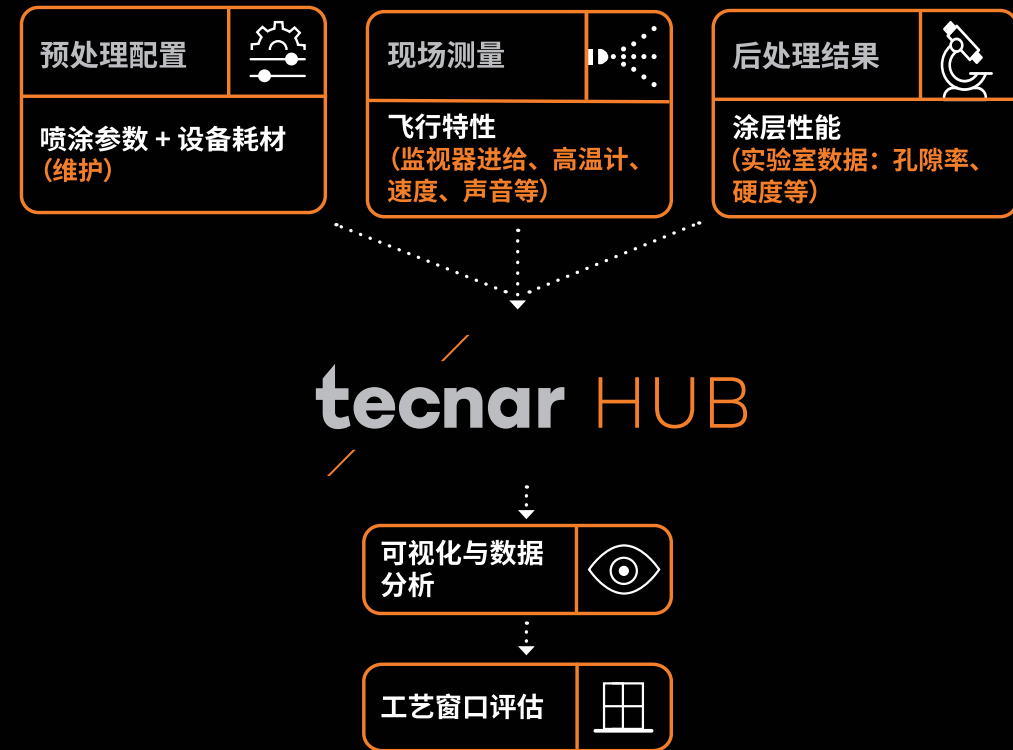 预处理配置
喷涂参数 + 设备耗材
（维护）
现场测量
飞行特性
（监视器进给、高温计、
速度、声音等）
后处理结果
涂层性能
（实验室数据：孔隙率、
硬度等）
tecnar HUB
可视化与数据
分析
工艺窗口评估